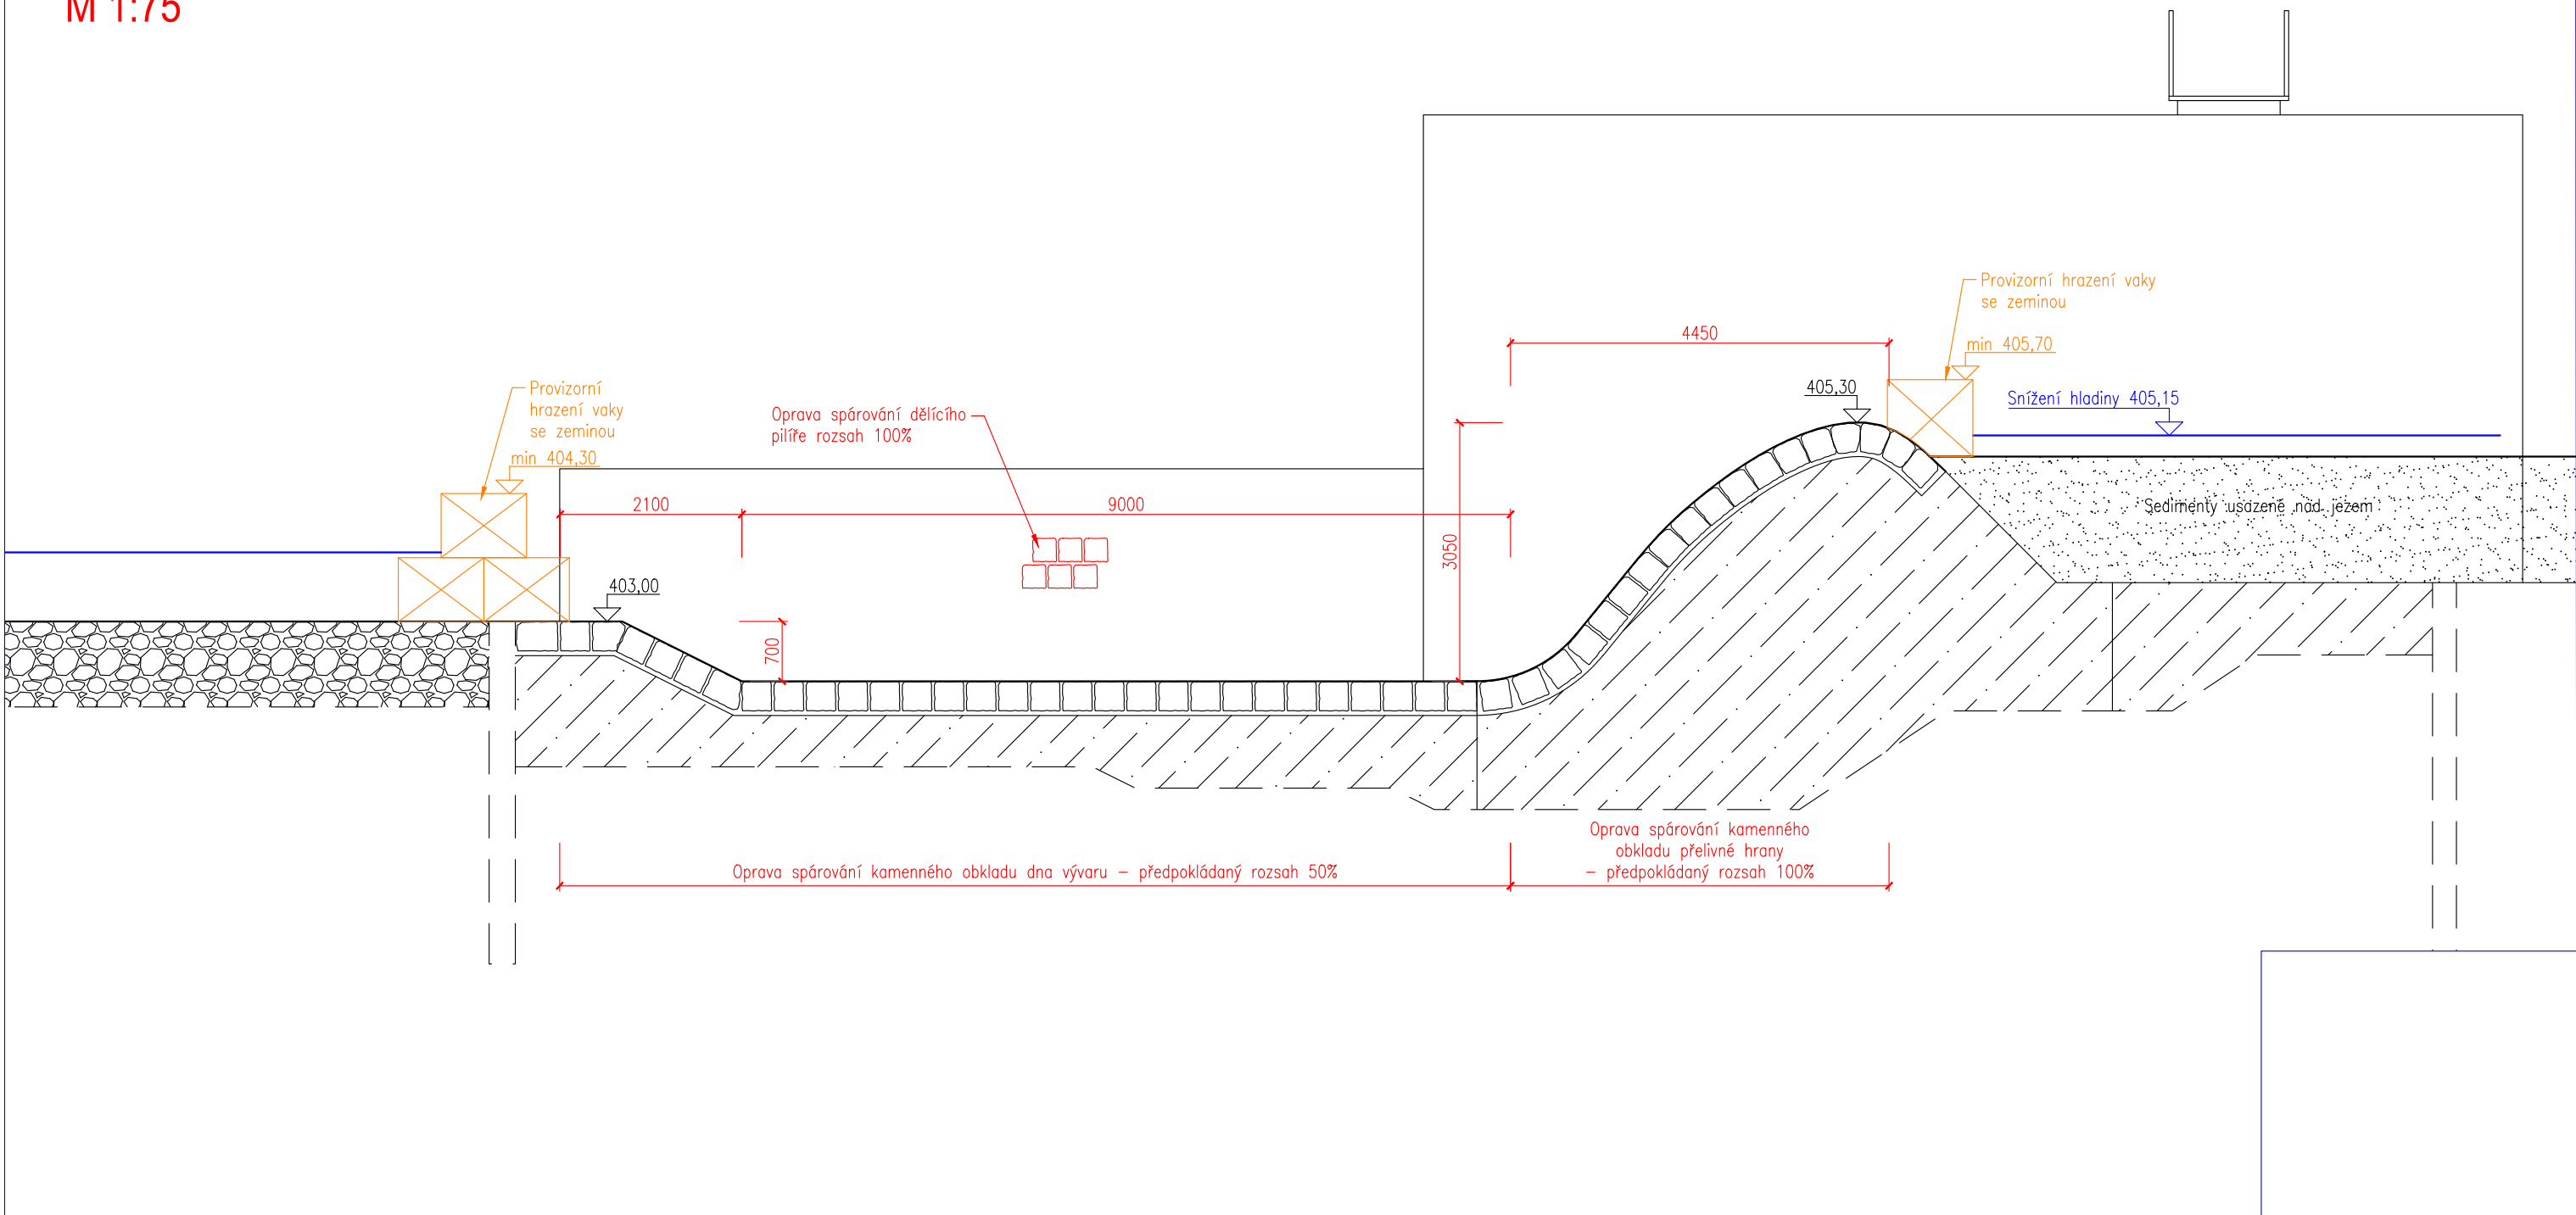 M 1:75
Provizorní hrazení vaky
se zeminou
4450
min 405,70
405,30
Snížení hladiny 405,15
Provizorní
hrazení vaky
se zeminou
min 404,30
Oprava spárování dělícího
pilíře rozsah 100%
2100
9000
Sedimenty usazené nad jezem
3050
403,00
700
Oprava spárování kamenného
obkladu přelivné hrany
– předpokládaný rozsah 100%
Oprava spárování kamenného obkladu dna vývaru – předpokládaný rozsah 50%